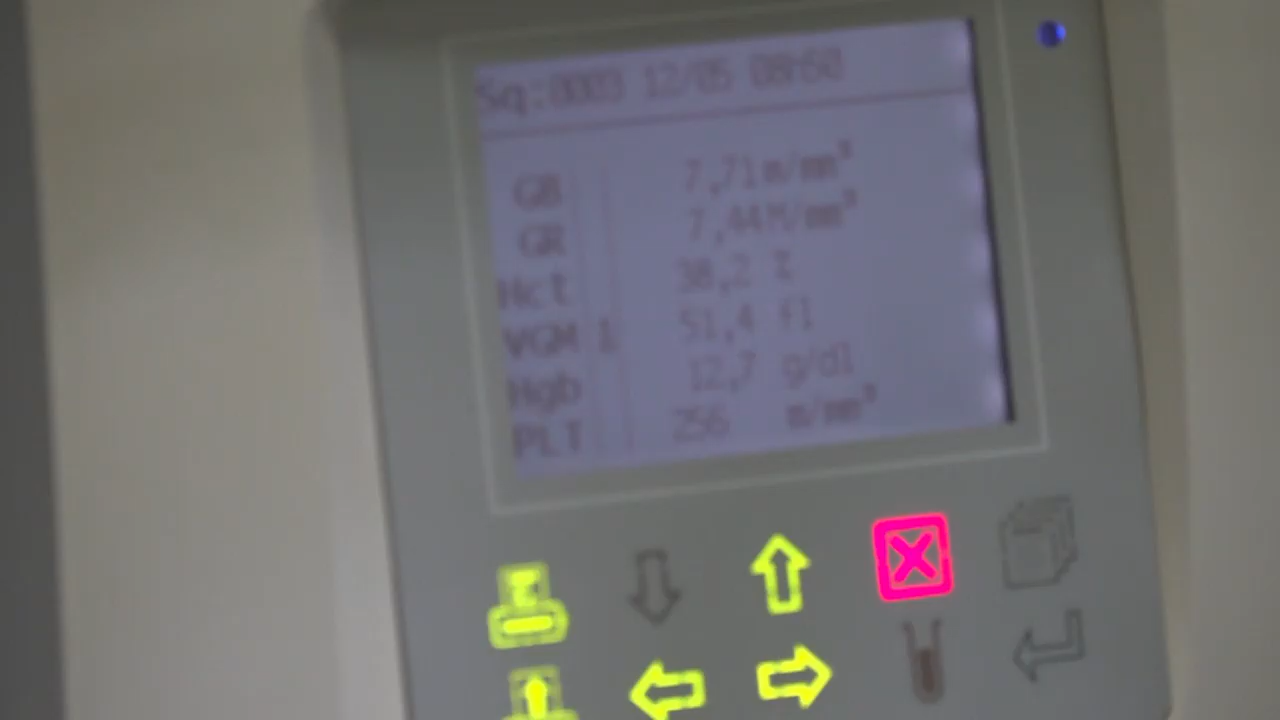 Sq:0003 12/05 08:60
GB 7,71 m/mm³
GR 7,44 M/mm³
Hct 38,2 %
VGM 51,4 fl
Hgb 12,7 g/dl
PLT 256 m/mm³